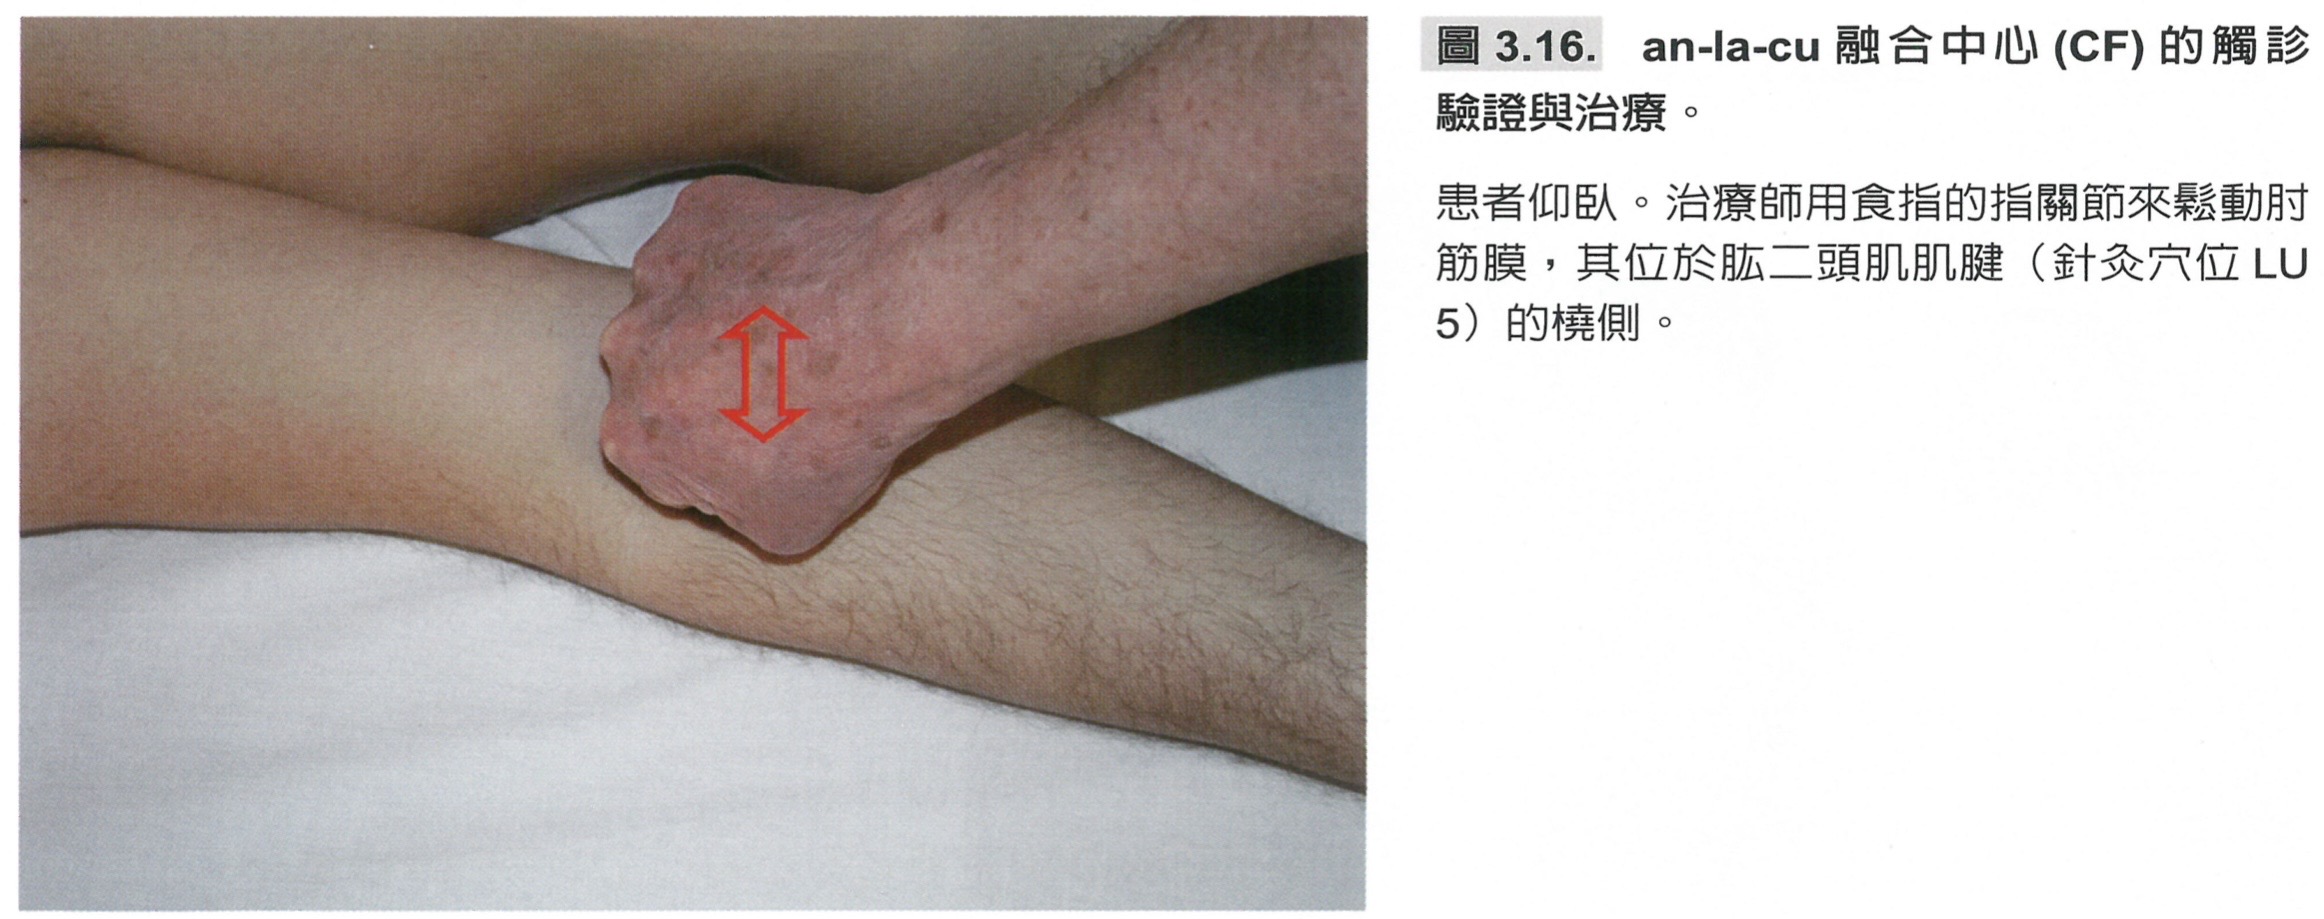 圖 3.16. an-la-cu 融合中心 (CF) 的觸診
驗證與治療。
患者仰臥。治療師用食指的指關節來鬆動肘
筋膜，其位於肱二頭肌肌腱（針灸穴位 LU
5）的橈側。